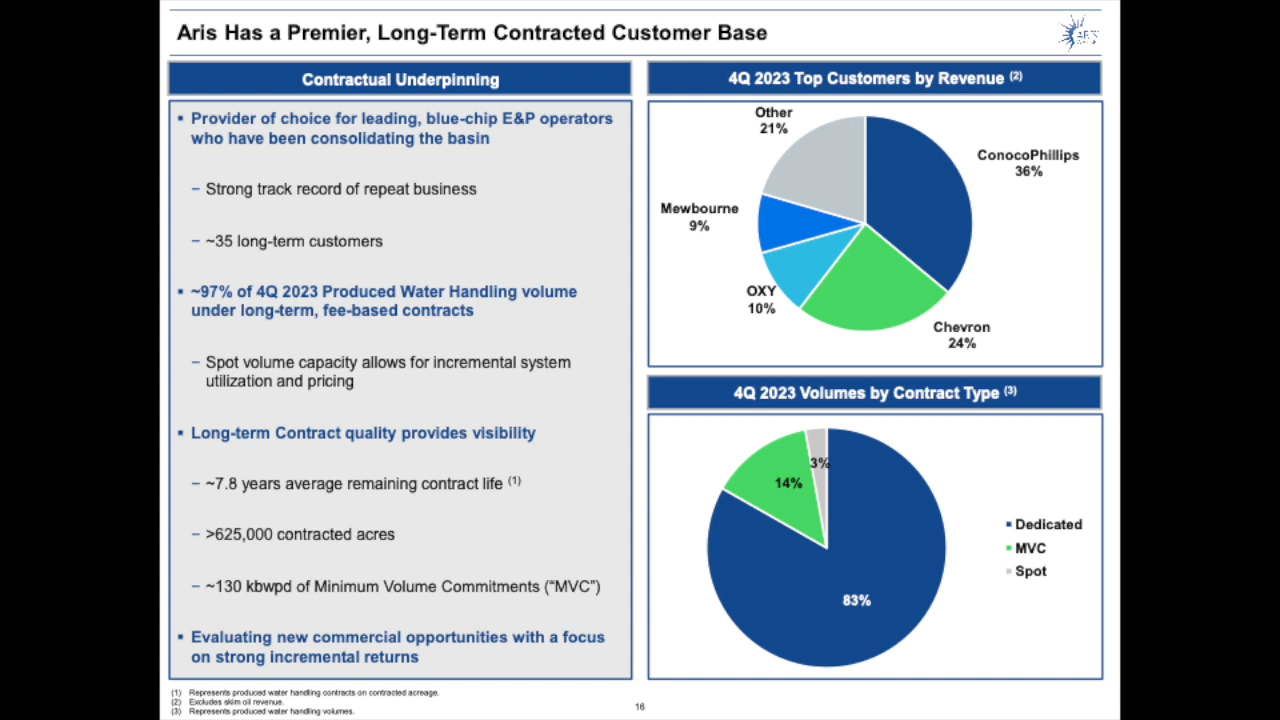 Aris Has a Premier, Long-Term Contracted Customer Base
ARIS
Contractual Underpinning
▪ Provider of choice for leading, blue-chip E&P operators
who have been consolidating the basin
– Strong track record of repeat business
– ~35 long-term customers
▪ ~97% of 4Q 2023 Produced Water Handling volume
under long-term, fee-based contracts
– Spot volume capacity allows for incremental system
utilization and pricing
▪ Long-term Contract quality provides visibility
– ~7.8 years average remaining contract life (1)
– >625,000 contracted acres
– ~130 kbwpd of Minimum Volume Commitments (“MVC”)
▪ Evaluating new commercial opportunities with a focus
on strong incremental returns
4Q 2023 Top Customers by Revenue (2)
Other
21%
ConocoPhillips
36%
Mewbourne
9%
OXY
10%
Chevron
24%
4Q 2023 Volumes by Contract Type (3)
3%
14%
83%
Dedicated
MVC
Spot
(1) Represents produced water handling contracts on contracted acreage.
(2) Excludes skim oil revenue.
(3) Represents produced water handling volumes.
16